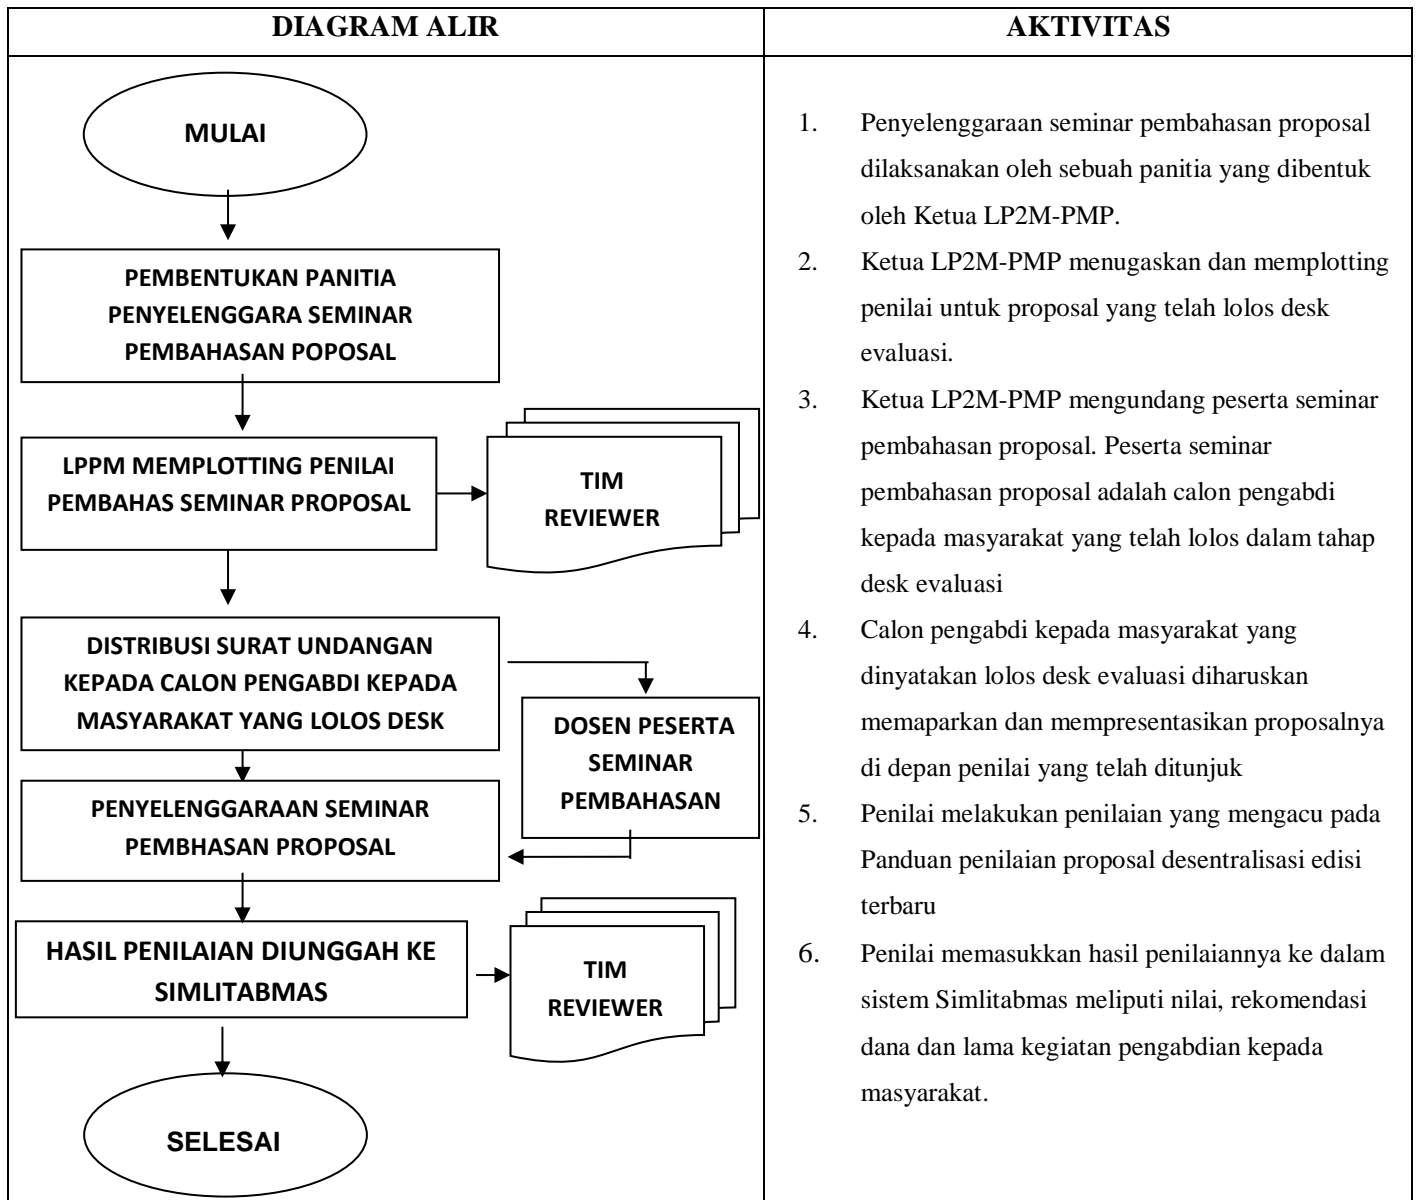 DIAGRAM ALIR
AKTIVITAS
MULAI
PEMBENTUKAN PANITIA
PENYELENGGARA SEMINAR
PEMBAHASAN POPOSAL
LPPM MEMPLOTTING PENILAI
PEMBAHAS SEMINAR PROPOSAL
TIM
REVIEWER
DISTRIBUSI SURAT UNDANGAN
KEPADA CALON PENGABDI KEPADA
MASYARAKAT YANG LOLOS DESK
DOSEN PESERTA
SEMINAR
PEMBAHASAN
PENYELENGGARAAN SEMINAR
PEMBHASAN PROPOSAL
HASIL PENILAIAN DIUNGGAH KE
SIMLITABMAS
TIM
REVIEWER
SELESAI
1. Penyelenggaraan seminar pembahasan proposal
dilaksanakan oleh sebuah panitia yang dibentuk
oleh Ketua LP2M-PMP.
2. Ketua LP2M-PMP menugaskan dan memplotting
penilai untuk proposal yang telah lolos desk
evaluasi.
3. Ketua LP2M-PMP mengundang peserta seminar
pembahasan proposal. Peserta seminar
pembahasan proposal adalah calon pengabdi
kepada masyarakat yang telah lolos dalam tahap
desk evaluasi
4. Calon pengabdi kepada masyarakat yang
dinyatakan lolos desk evaluasi diharuskan
memaparkan dan mempresentasikan proposalnya
di depan penilai yang telah ditunjuk
5. Penilai melakukan penilaian yang mengacu pada
Panduan penilaian proposal desentralisasi edisi
terbaru
6. Penilai memasukkan hasil penilaiannya ke dalam
sistem Simlitabmas meliputi nilai, rekomendasi
dana dan lama kegiatan pengabdian kepada
masyarakat.